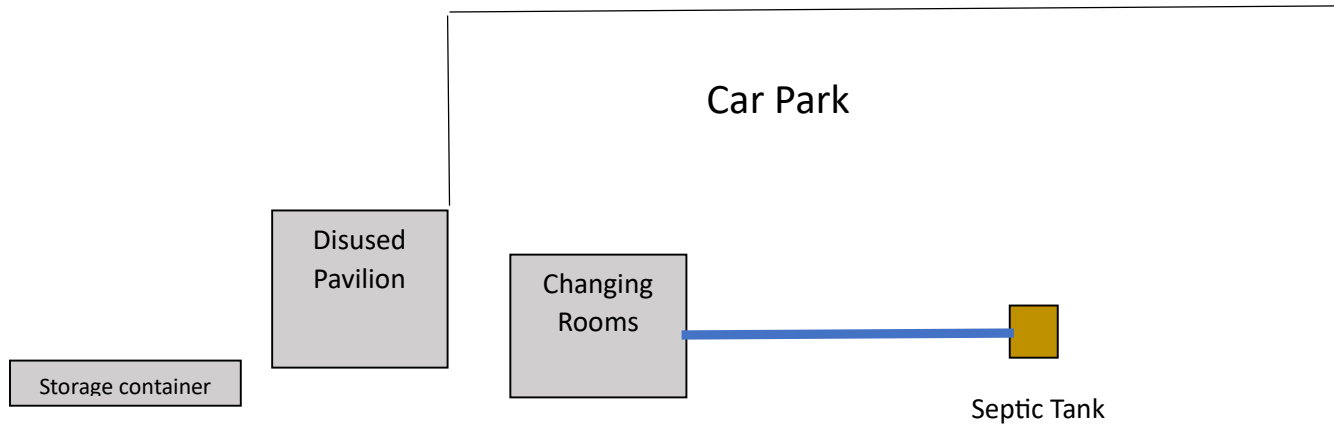 Car Park
Disused
Pavilion
Changing
Rooms
Storage container
Septic Tank